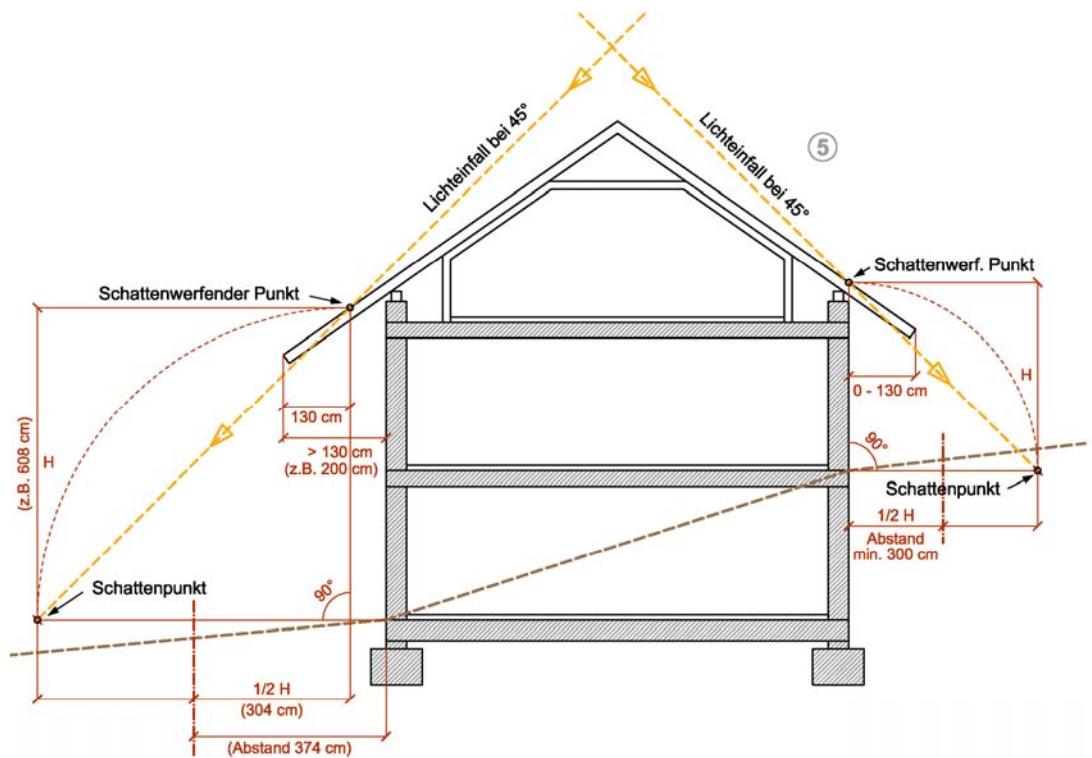 5
Lichteinfall bei 45°
Lichteinfall bei 45°
Schattenwerfender Punkt
Schattenwerf. Punkt
H
(z.B. 608 cm)
130 cm
> 130 cm
(z.B. 200 cm)
0 - 130 cm
H
90°
Schattenpunkt
1/2 H
Abstand
min. 300 cm
Schattenpunkt
90°
1/2 H
(304 cm)
(Abstand 374 cm)